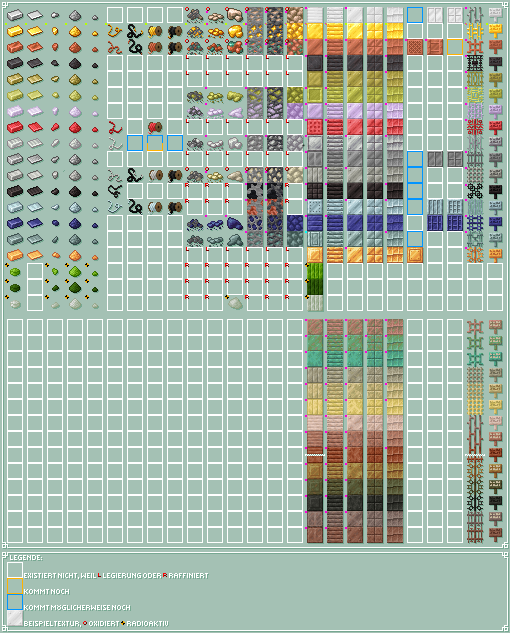 LEGENDE:
EXISTIERT NICHT, WEIL L LEGIERUNG ODER R RAFFINIERT
KOMMT NOCH
KOMMT MÖGLICHERWEISE NOCH
BEISPIELTEXTUR, O OXIDIERT RADIOAKTIV